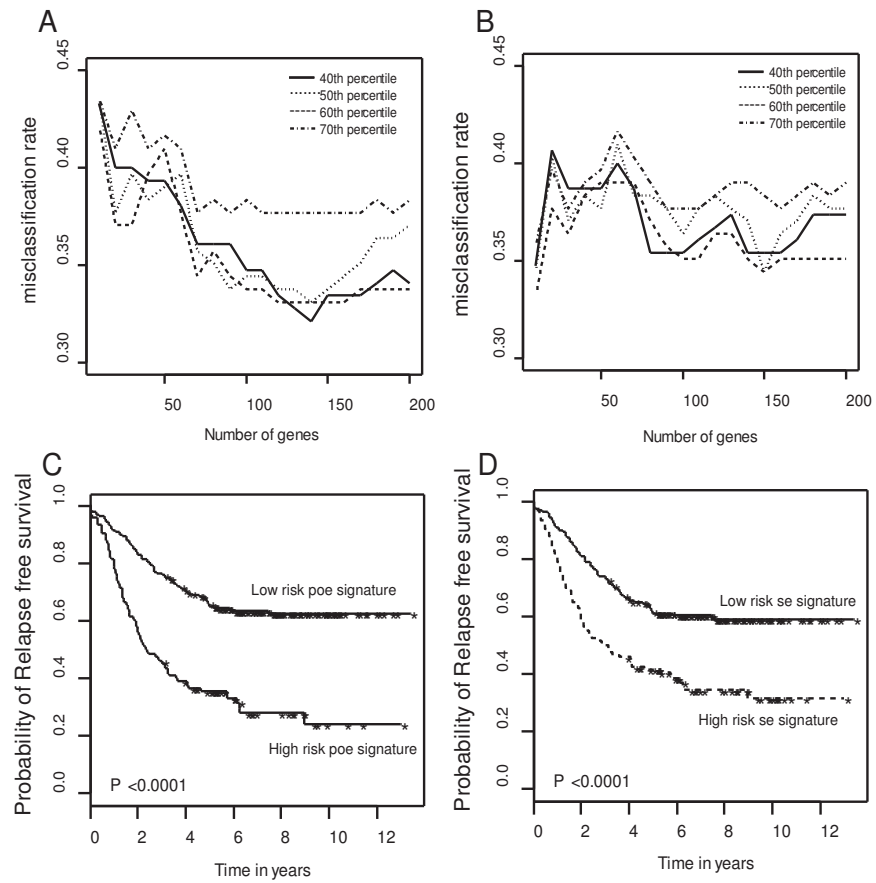 A
0.45
0.40
0.35
0.30
misclassification rate
40th percentile
50th percentile
60th percentile
70th percentile
50
100
150
200
Number of genes
B
0.45
0.40
0.35
0.30
misclassification rate
40th percentile
50th percentile
60th percentile
70th percentile
50
100
150
200
Number of genes
C
1.0
0.8
0.6
0.4
0.2
0.0
Probability of Relapse free survival
Low risk poe signature
High risk poe signature
P <0.0001
0 2 4 6 8 10 12
Time in years
D
1.0
0.8
0.6
0.4
0.2
0.0
Probability of Relapse free survival
Low risk se signature
High risk se signature
P <0.0001
0 2 4 6 8 10 12
Time in years